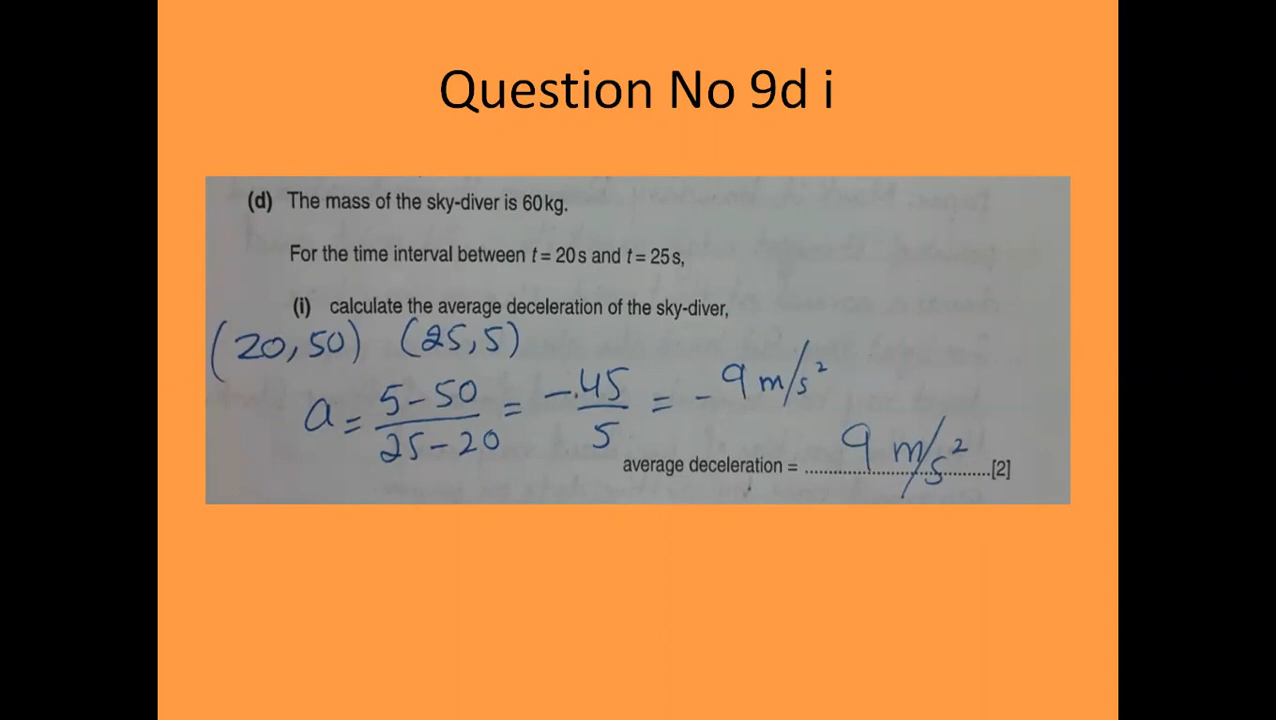 Question No 9d i
(d) The mass of the sky-diver is 60 kg.
For the time interval between t = 20 s and t = 25 s,
(i) calculate the average deceleration of the sky-diver,
(20, 50) (25, 5)
a = 5 - 50 / 25 - 20 = -45 / 5 = - 9 m/s²
average deceleration = 9 m/s² [2]